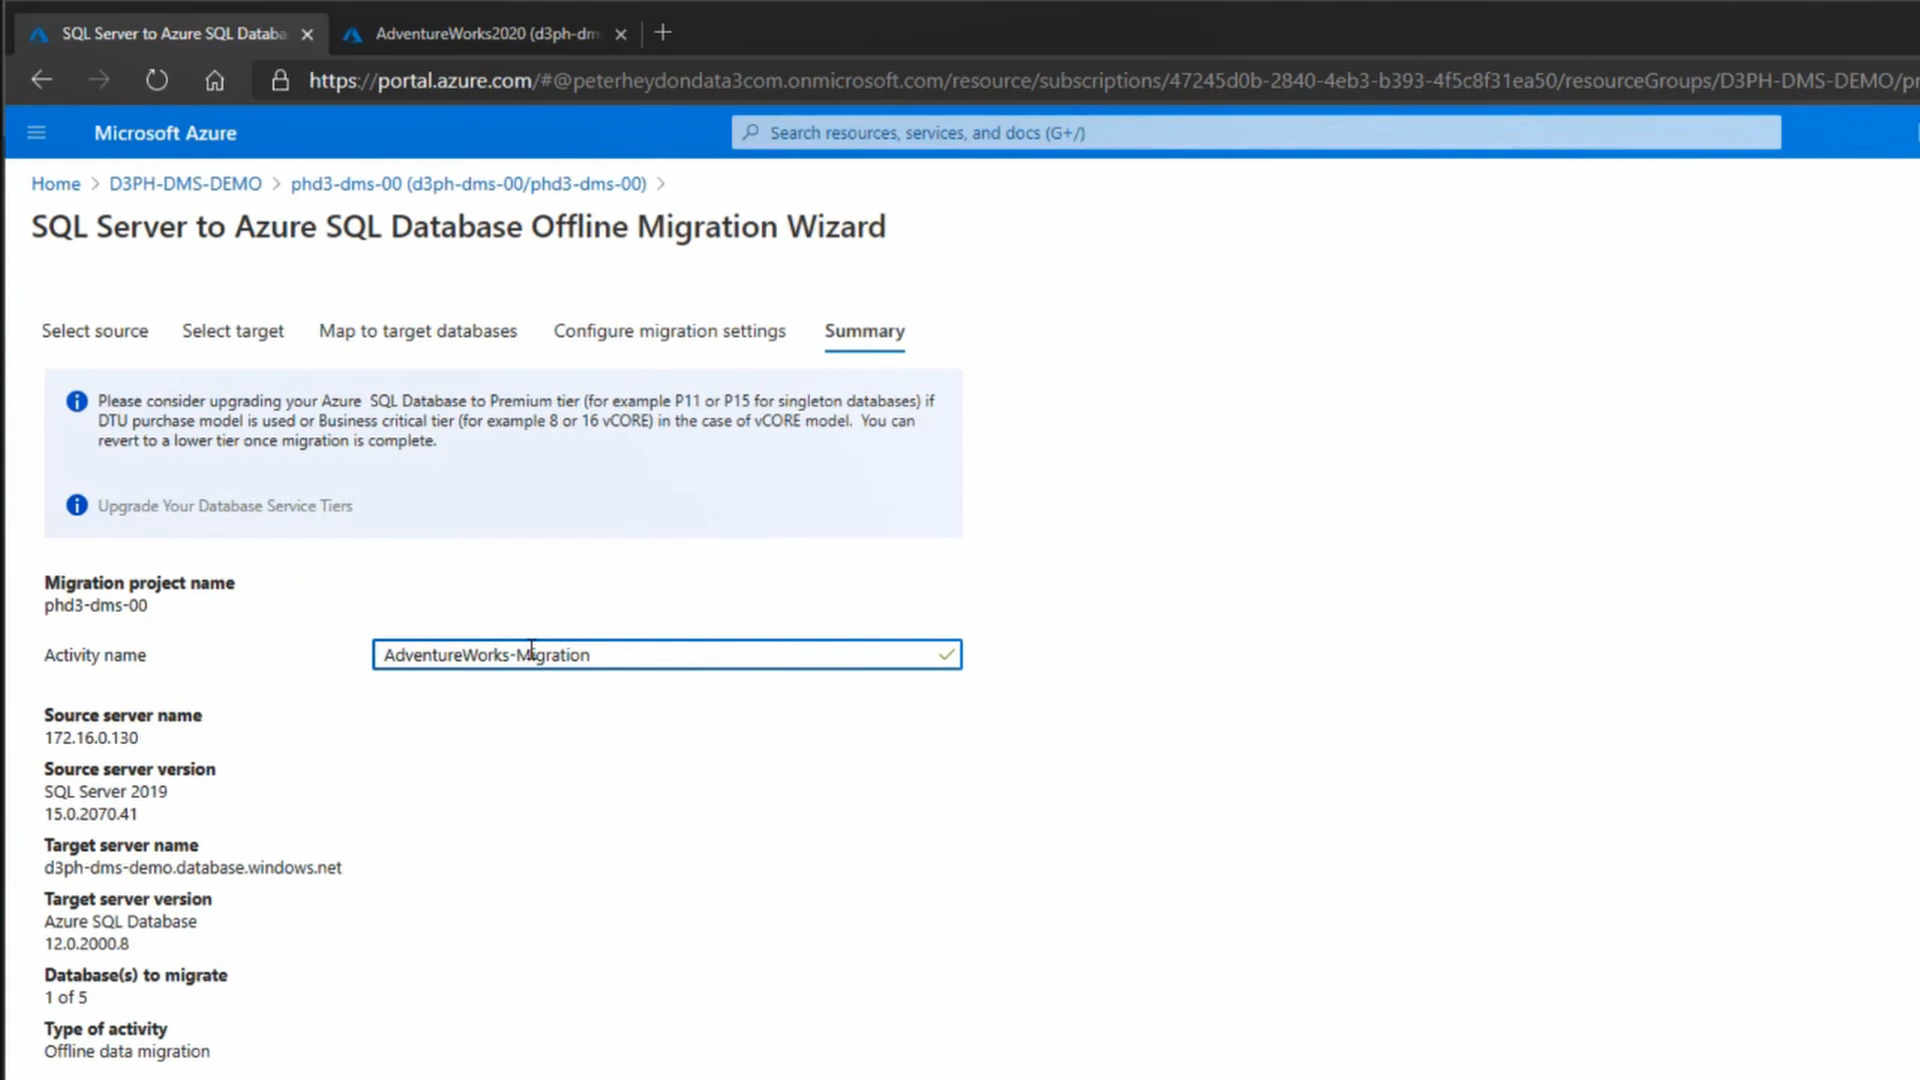 SQL Server to Azure SQL Databa
AdventureWorks2020 (d3ph-dm
https://portal.azure.com/#@peterheydondata3com.onmicrosoft.com/resource/subscriptions/47245d0b-2840-4eb3-b393-4f5c8f31ea50/resourceGroups/D3PH-DMS-DEMO/pr
Microsoft Azure
Search resources, services, and docs (G+/)
Home > D3PH-DMS-DEMO > phd3-dms-00 (d3ph-dms-00/phd3-dms-00) >
SQL Server to Azure SQL Database Offline Migration Wizard
Select source Select target Map to target databases Configure migration settings Summary
Please consider upgrading your Azure SQL Database to Premium tier (for example P11 or P15 for singleton databases) if
DTU purchase model is used or Business critical tier (for example 8 or 16 vCORE) in the case of vCORE model. You can
revert to a lower tier once migration is complete.
Upgrade Your Database Service Tiers
Migration project name
phd3-dms-00
Activity name
AdventureWorks-Migration
Source server name
172.16.0.130
Source server version
SQL Server 2019
15.0.2070.41
Target server name
d3ph-dms-demo.database.windows.net
Target server version
Azure SQL Database
12.0.2000.8
Database(s) to migrate
1 of 5
Type of activity
Offline data migration